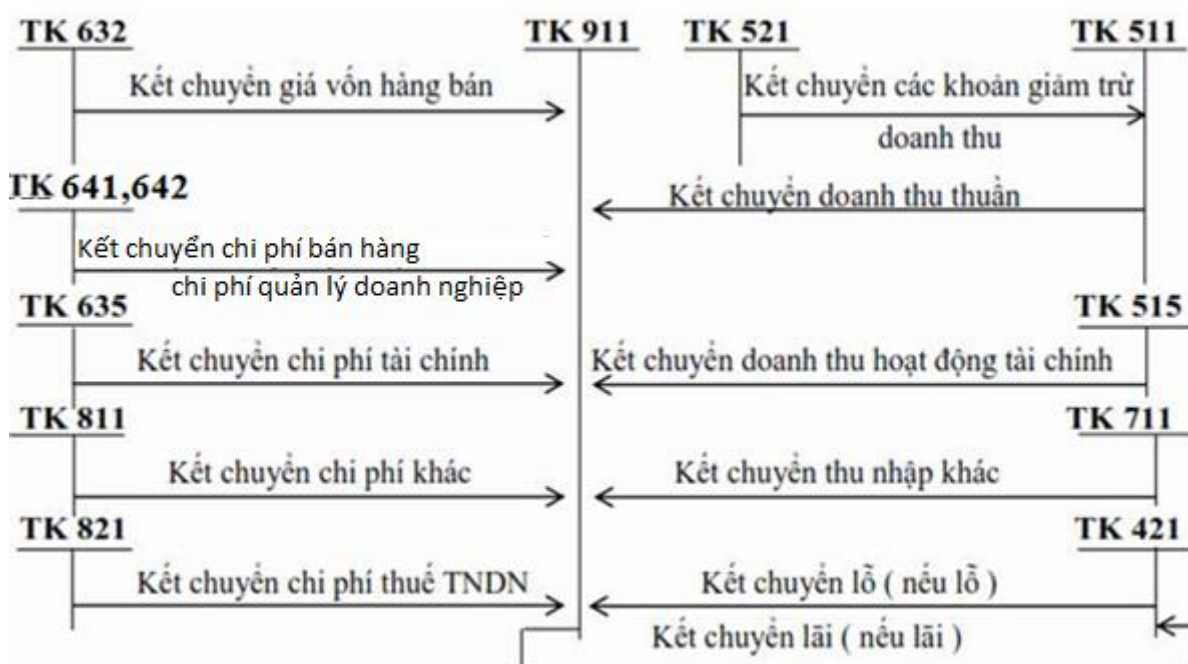 TK 632
TK 911
TK 521
TK 511
Kết chuyển giá vốn hàng bán
Kết chuyển các khoản giảm trừ
doanh thu
TK 641,642
Kết chuyển doanh thu thuần
Kết chuyển chi phí bán hàng
chi phí quản lý doanh nghiệp
TK 635
TK 515
Kết chuyển chi phí tài chính
Kết chuyển doanh thu hoạt động tài chính
TK 811
TK 711
Kết chuyển chi phí khác
Kết chuyển thu nhập khác
TK 821
TK 421
Kết chuyển chi phí thuế TNDN
Kết chuyển lỗ ( nếu lỗ )
Kết chuyển lãi ( nếu lãi )